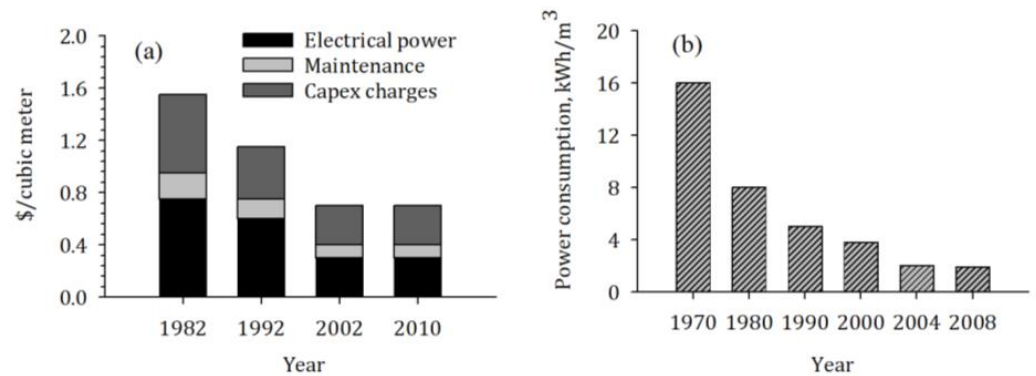 (a)
Electrical power
Maintenance
Capex charges
$/cubic meter
2.0
1.6
1.2
0.8
0.4
0.0
1982 1992 2002 2010
Year
(b)
Power consumption, kWh/m³
20
16
12
8
4
0
1970 1980 1990 2000 2004 2008
Year